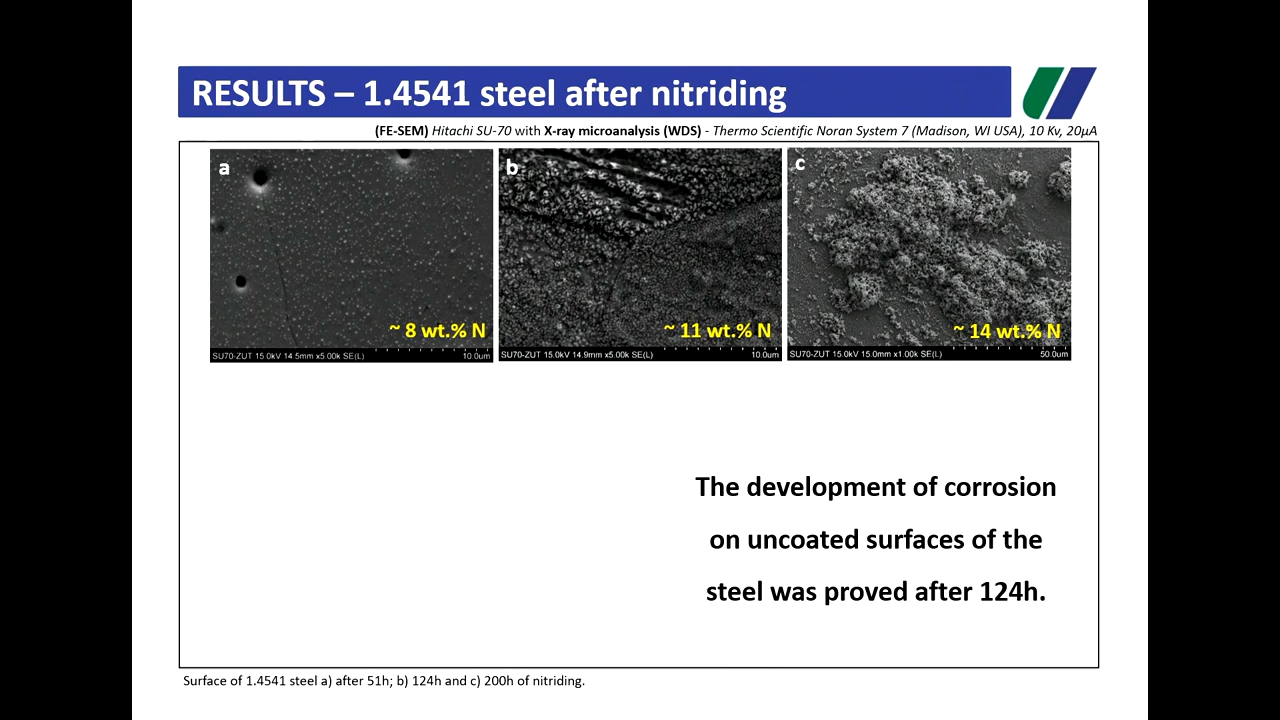 RESULTS – 1.4541 steel after nitriding
(FE-SEM) Hitachi SU-70 with X-ray microanalysis (WDS) - Thermo Scientific Noran System 7 (Madison, WI USA), 10 Kv, 20µA
a
~ 8 wt.% N
SU70-ZUT 15.0kV 14.5mm x5.00k SE(L) 10.0um
b
~ 11 wt.% N
SU70-ZUT 15.0kV 14.9mm x5.00k SE(L) 10.0um
c
~ 14 wt.% N
SU70-ZUT 15.0kV 15.0mm x1.00k SE(L) 50.0um
The development of corrosion
on uncoated surfaces of the
steel was proved after 124h.
Surface of 1.4541 steel a) after 51h; b) 124h and c) 200h of nitriding.